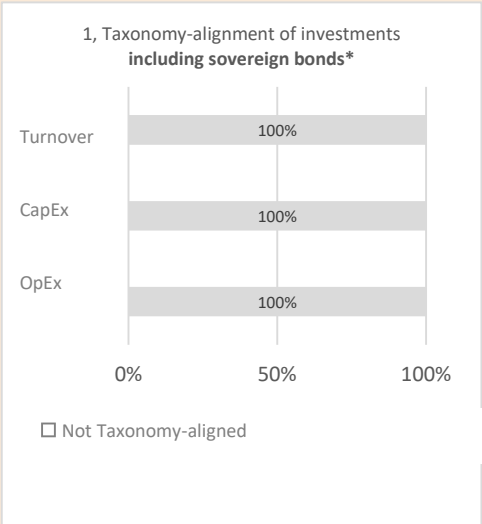 1, Taxonomy-alignment of investments
including sovereign bonds*
Turnover
100%
CapEx
100%
OpEx
100%
0% 50% 100%
Not Taxonomy-aligned